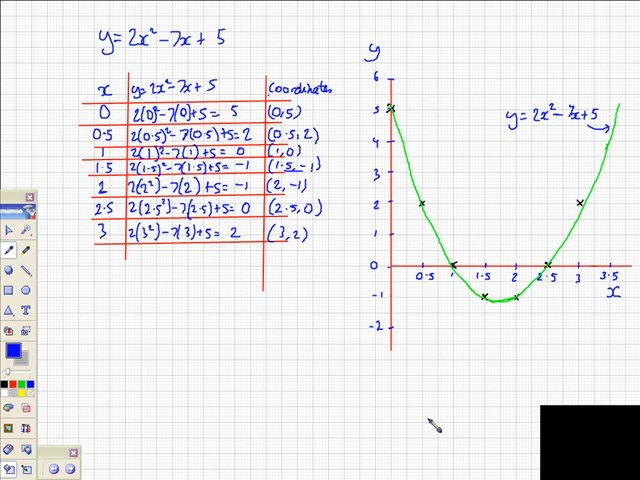 y = 2x² - 7x + 5
x y = 2x² - 7x + 5 coordinates
0 2(0)² - 7(0) + 5 = 5 (0,5)
0.5 2(0.5)² - 7(0.5) + 5 = 2 (0.5, 2)
1 2(1)² - 7(1) + 5 = 0 (1,0)
1.5 2(1.5)² - 7(1.5) + 5 = -1 (1.5, -1)
2 2(2²) - 7(2) + 5 = -1 (2, -1)
2.5 2(2.5²) - 7(2.5) + 5 = 0 (2.5, 0)
3 2(3²) - 7(3) + 5 = 2 (3, 2)
y
6
5
4
3
2
1
0
-1
-2
0.5 1 1.5 2 2.5 3 3.5
x
y = 2x² - 7x + 5